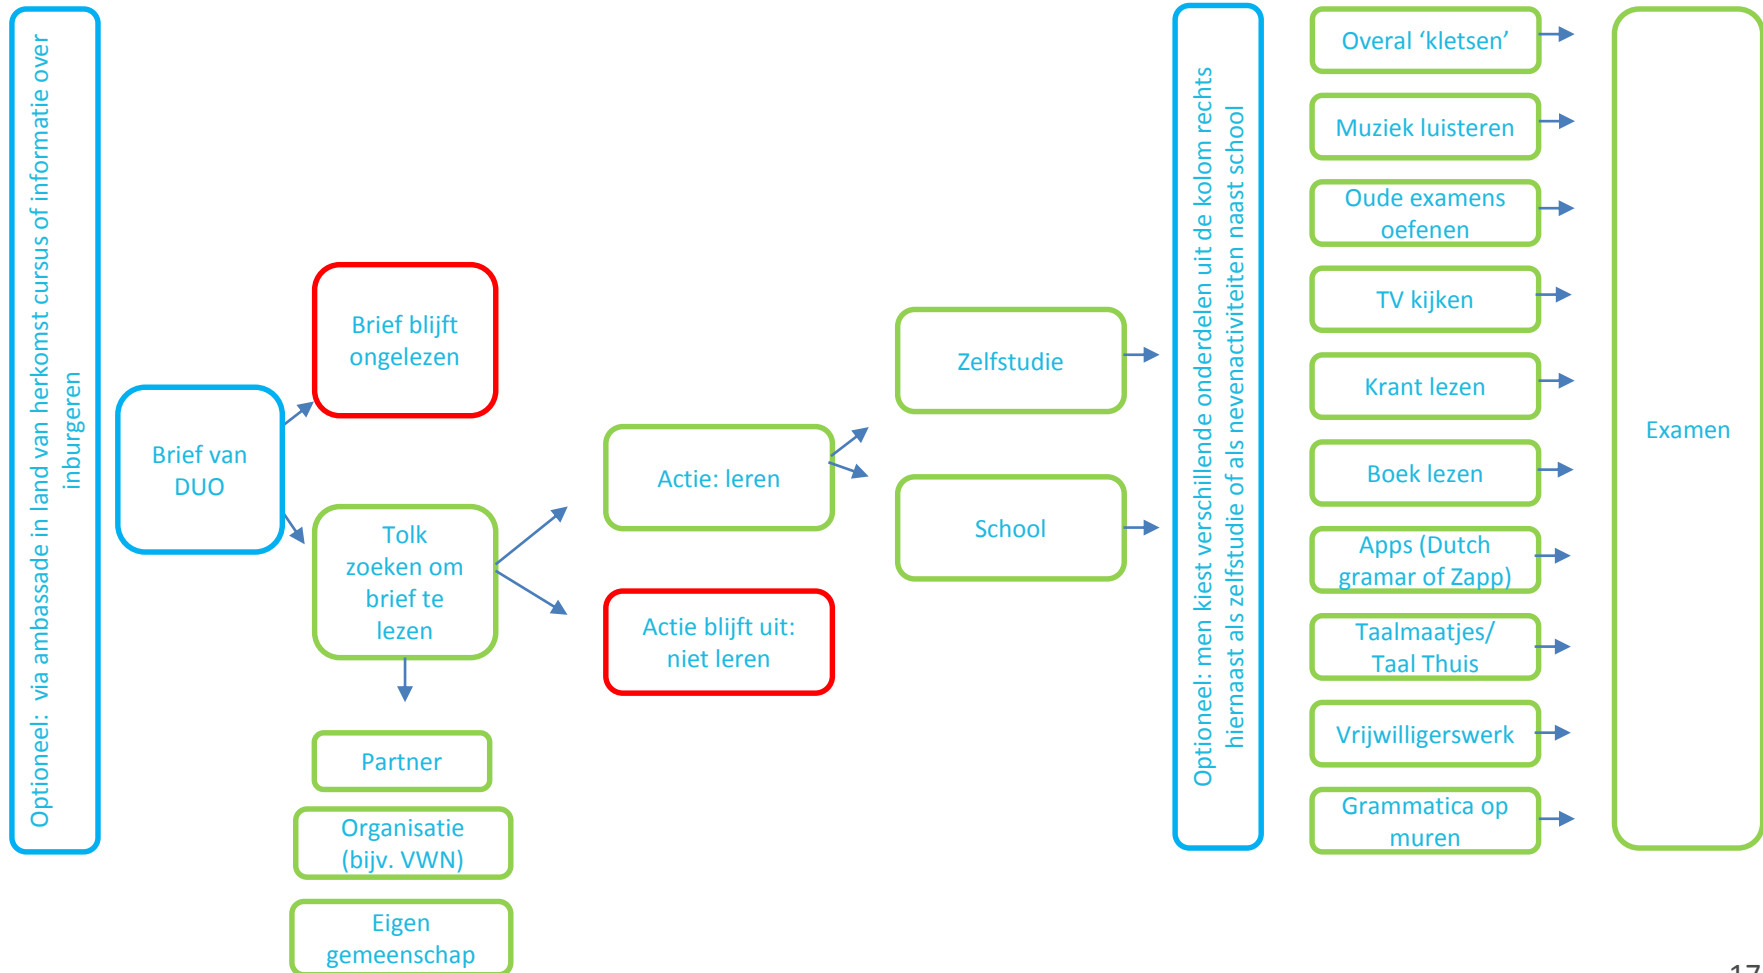 Optioneel: via ambassade in land van herkomst cursus of informatie over
inburgeren
Brief van
DUO
Brief blijft
ongelezen
Tolk
zoeken om
brief te
lezen
Partner
Organisatie
(bijv. VWN)
Eigen
gemeenschap
Actie: leren
Actie blijft uit:
niet leren
Zelfstudie
School
Optioneel: men kiest verschillende onderdelen uit de kolom rechts
hiernaast als zelfstudie of als nevenactiviteiten naast school
Overal ‘kletsen’
Muziek luisteren
Oude examens
oefenen
TV kijken
Krant lezen
Boek lezen
Apps (Dutch
gramar of Zapp)
Taalmaatjes/
Taal Thuis
Vrijwilligerswerk
Grammatica op
muren
Examen
17